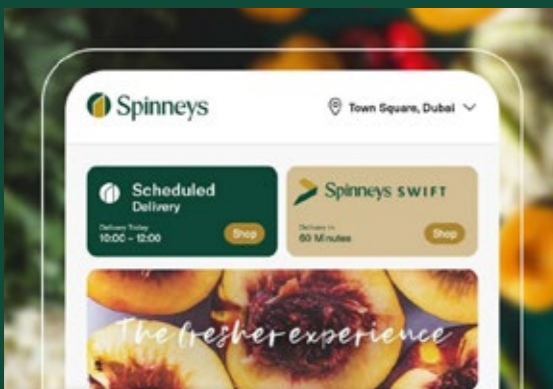 Spinneys
Town Square, Dubai
Scheduled
Delivery
Delivery Today
10:00 - 12:00
Shop
Spinneys SWIFT
Delivery in
60 Minutes
Shop
The fresher experience